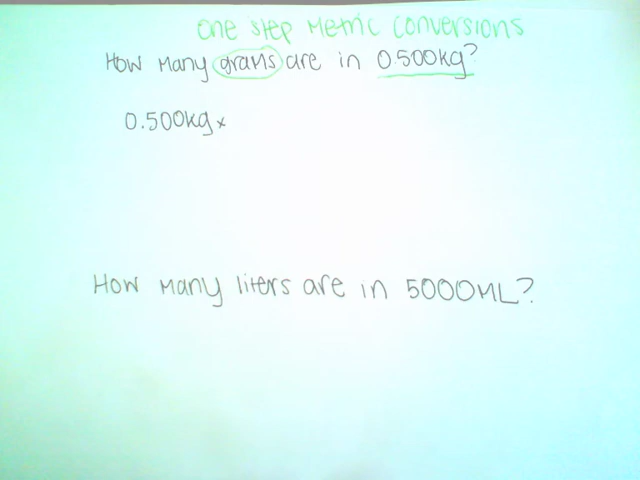 one step Metric conversions
How Many grams are in 0.500kg?
0.500kg x
How Many liters are in 5000ML?